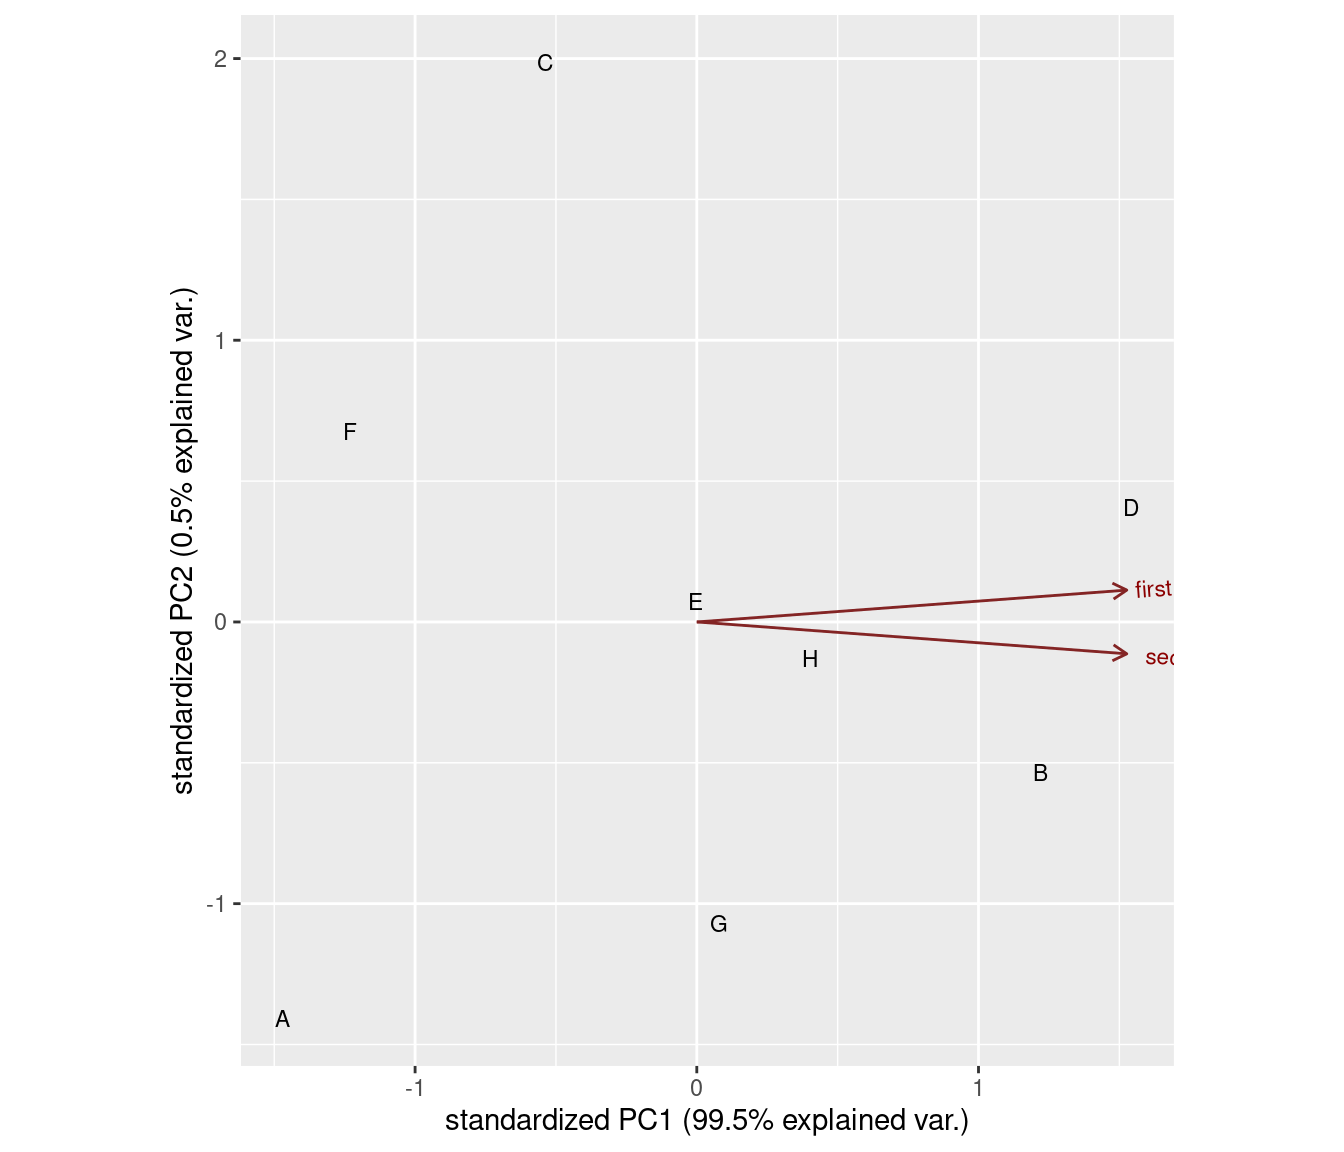 2
C
1
F
D
first
E
0
H
B
-1
G
A
-1
0
1
standardized PC1 (99.5% explained var.)
standardized PC2 (0.5% explained var.)